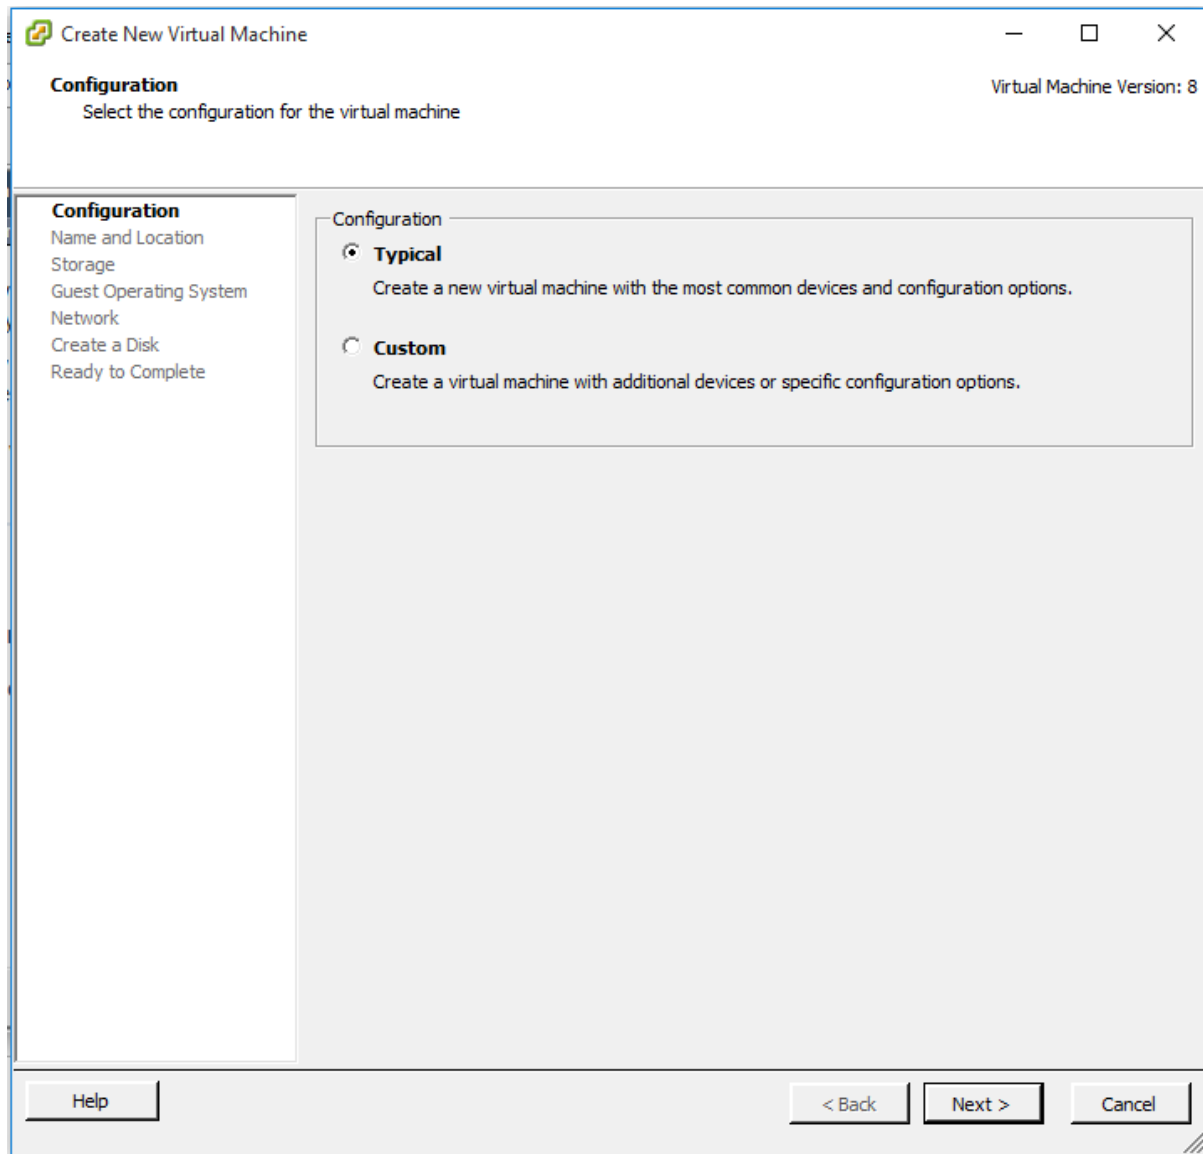 Create New Virtual Machine
Configuration
Virtual Machine Version: 8
Select the configuration for the virtual machine
Configuration
Name and Location
Storage
Guest Operating System
Network
Create a Disk
Ready to Complete
Configuration
Typical
Create a new virtual machine with the most common devices and configuration options.
Custom
Create a virtual machine with additional devices or specific configuration options.
Help
< Back
Next >
Cancel